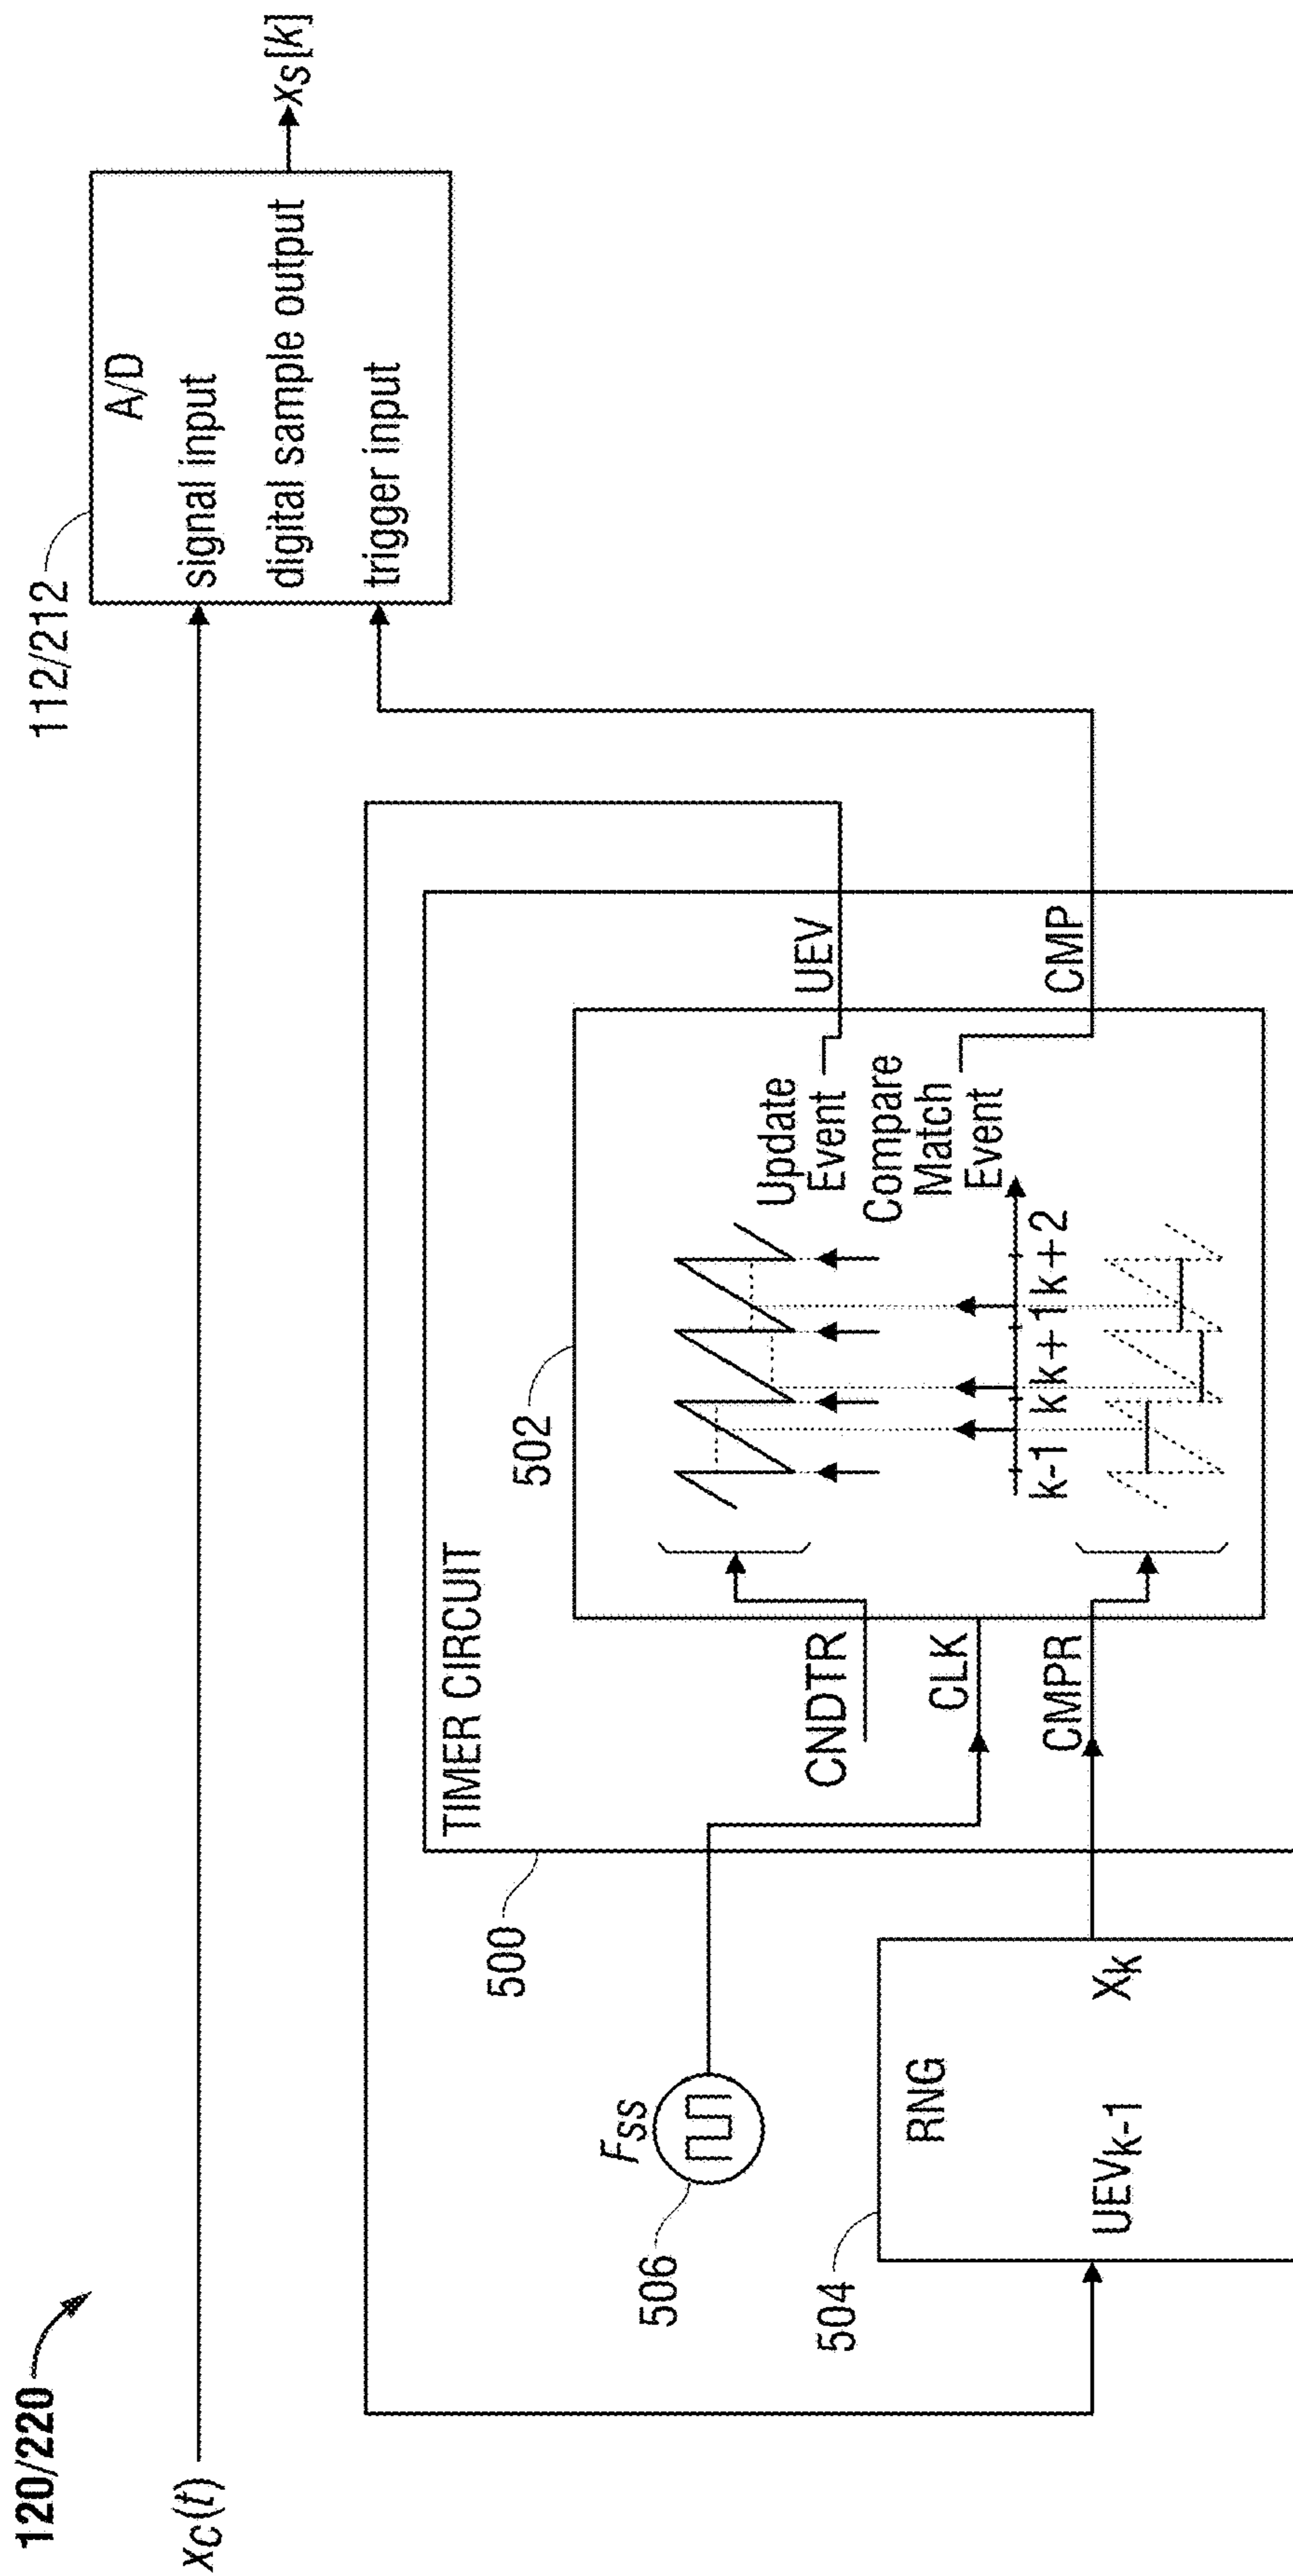 120/220
xc(t)
112/212
A/D
signal input
digital sample output
trigger input
xs[k]
TIMER CIRCUIT
500
502
Fss
506
504
RNG
UEVk-1
Xk
CNDTR
CLK
CMPR
Update
Event
Compare
Match
Event
k-1 k k+1 k+2
UEV
CMP